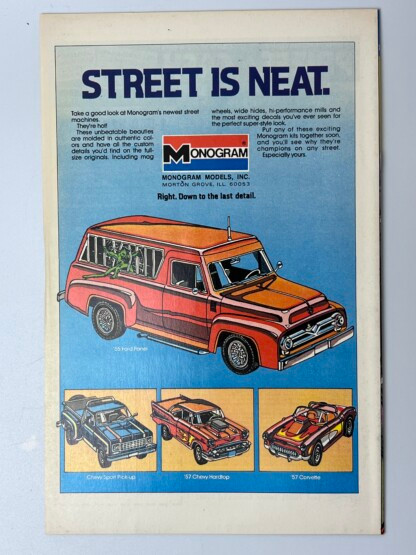 STREET IS NEAT.
Take a good look at Monogram's newest street
machines.
They're hot!
These unbeatable beauties
are molded in authentic col-
ors and have all the custom
details you'd find on the full-
size originals. Including mag
wheels, wide hides, hi-performance mills and
the most exciting decals you've ever seen for
the perfect super-style look.
Put any of these exciting
Monogram kits together soon,
and you'll see why they're
champions on any street.
Especially yours.
MONOGRAM
MONOGRAM MODELS, INC.
MORTON GROVE, ILL. 60053
Right. Down to the last detail.
'55 Ford Panel
Chevy Sport Pick-up
'57 Chevy Hardtop
'57 Corvette